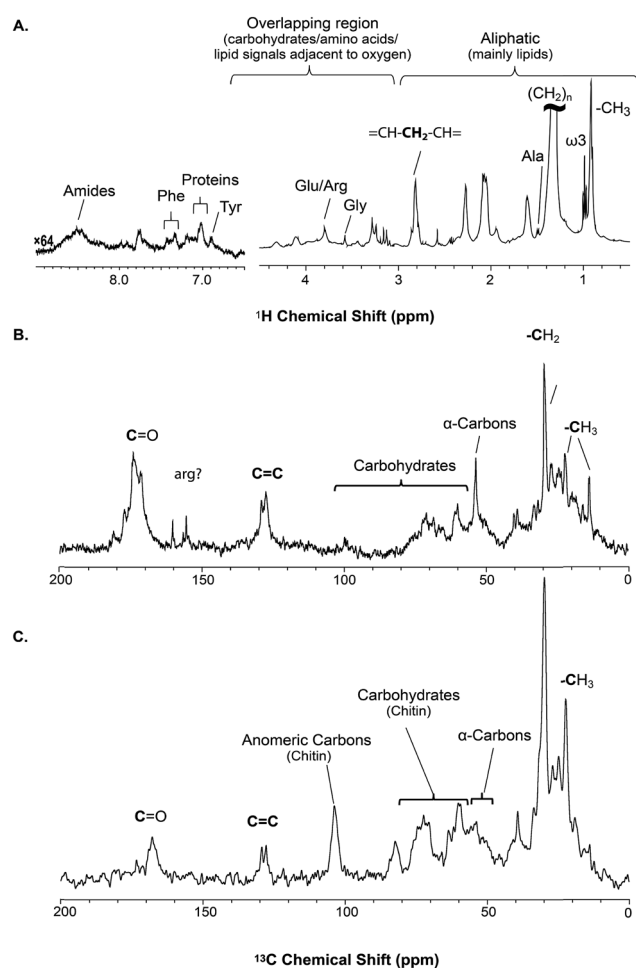 A.
Overlapping region
(carbohydrates/amino acids/
lipid signals adjacent to oxygen)
Aliphatic
(mainly lipids)
(CH2)n
-CH3
=CH-CH2-CH=
ω3
Ala
Glu/Arg
Gly
Amides
Phe
Proteins
Tyr
×64
8.0 7.0 4 3 2 1
1H Chemical Shift (ppm)
B.
-CH2
C=O
arg?
C=C
Carbohydrates
α-Carbons
-CH3
200 150 100 50 0
C.
Carbohydrates
(Chitin)
-CH3
Anomeric Carbons
(Chitin)
α-Carbons
C=O
C=C
200 150 100 50 0
13C Chemical Shift (ppm)